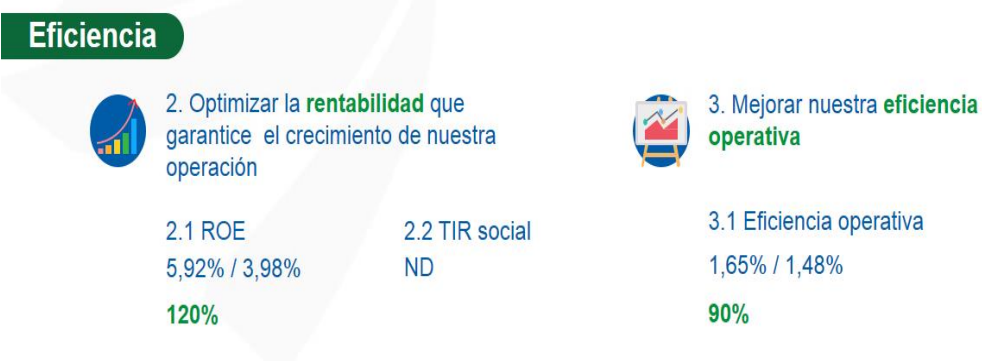 Eficiencia
2. Optimizar la rentabilidad que
garantice el crecimiento de nuestra
operación
2.1 ROE
5,92% / 3,98%
120%
2.2 TIR social
ND
3. Mejorar nuestra eficiencia
operativa
3.1 Eficiencia operativa
1,65% / 1,48%
90%